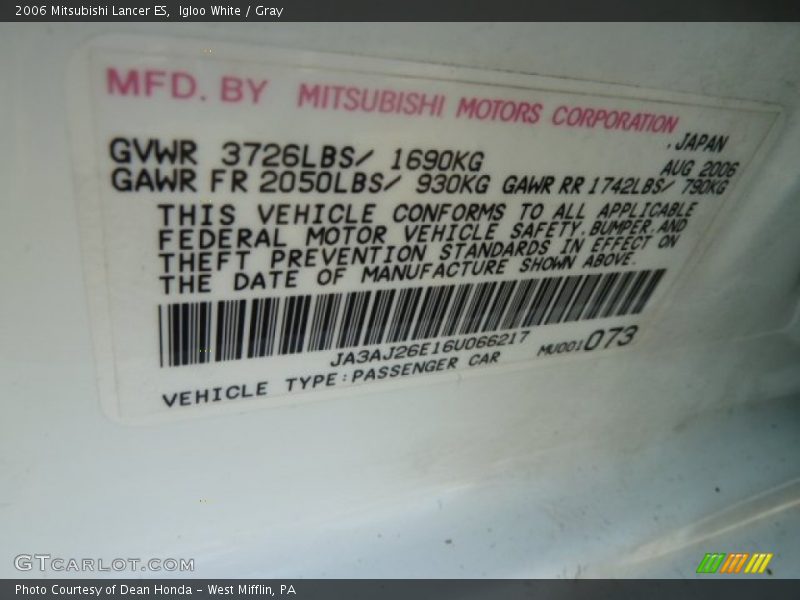 2006 Mitsubishi Lancer ES, Igloo White / Gray
MFD. BY MITSUBISHI MOTORS CORPORATION
, JAPAN
GVWR 3726LBS/ 1690KG AUG 2006
GAWR FR 2050LBS/ 930KG GAWR RR 1742LBS/ 790KG
THIS VEHICLE CONFORMS TO ALL APPLICABLE
FEDERAL MOTOR VEHICLE SAFETY, BUMPER, AND
THEFT PREVENTION STANDARDS IN EFFECT ON
THE DATE OF MANUFACTURE SHOWN ABOVE.
JA3AJ26E16U066217 MU001073
VEHICLE TYPE:PASSENGER CAR
GTCARLOT.COM
Photo Courtesy of Dean Honda - West Mifflin, PA